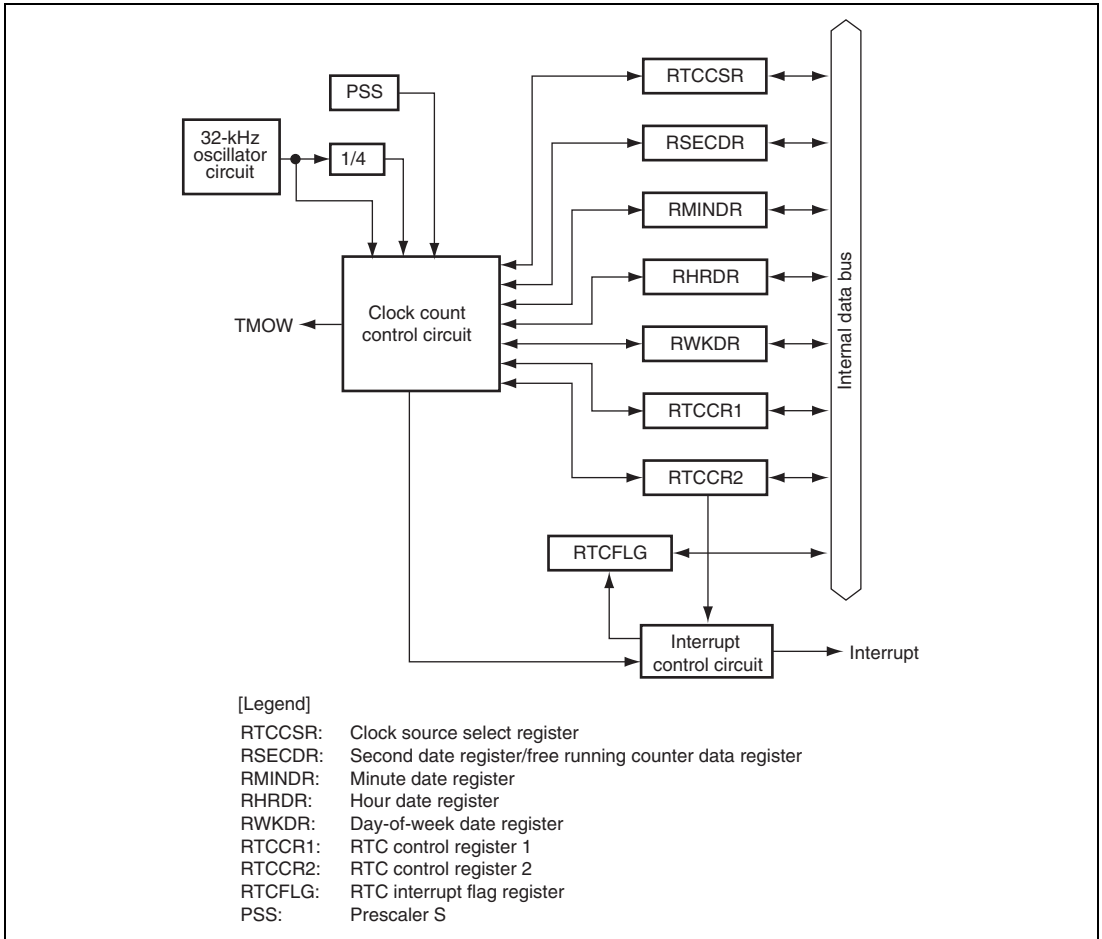 PSS
RTCCSR
32-kHz
oscillator
circuit
1/4
RSECDR
RMINDR
Clock count
control circuit
TMOW
RHRDR
RWKDR
RTCCR1
RTCCR2
Internal data bus
RTCFLG
Interrupt
control circuit
Interrupt
[Legend]
RTCCSR: Clock source select register
RSECDR: Second date register/free running counter data register
RMINDR: Minute date register
RHRDR: Hour date register
RWKDR: Day-of-week date register
RTCCR1: RTC control register 1
RTCCR2: RTC control register 2
RTCFLG: RTC interrupt flag register
PSS: Prescaler S